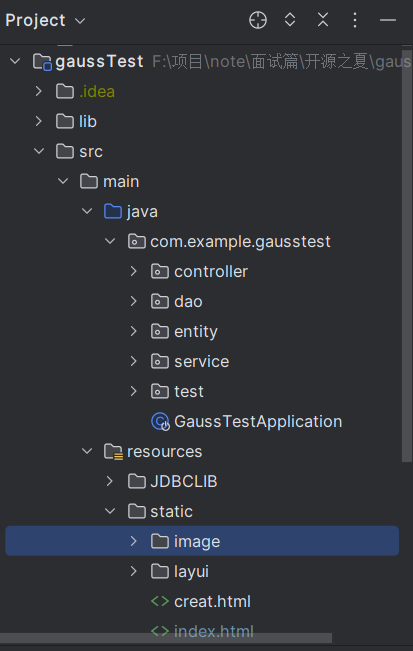 Project
gaussTest F:\项目\note\面试篇\开源之夏\gaus
.idea
lib
src
main
java
com.example.gausstest
controller
dao
entity
service
test
GaussTestApplication
resources
JDBCLIB
static
image
layui
creat.html
index.html